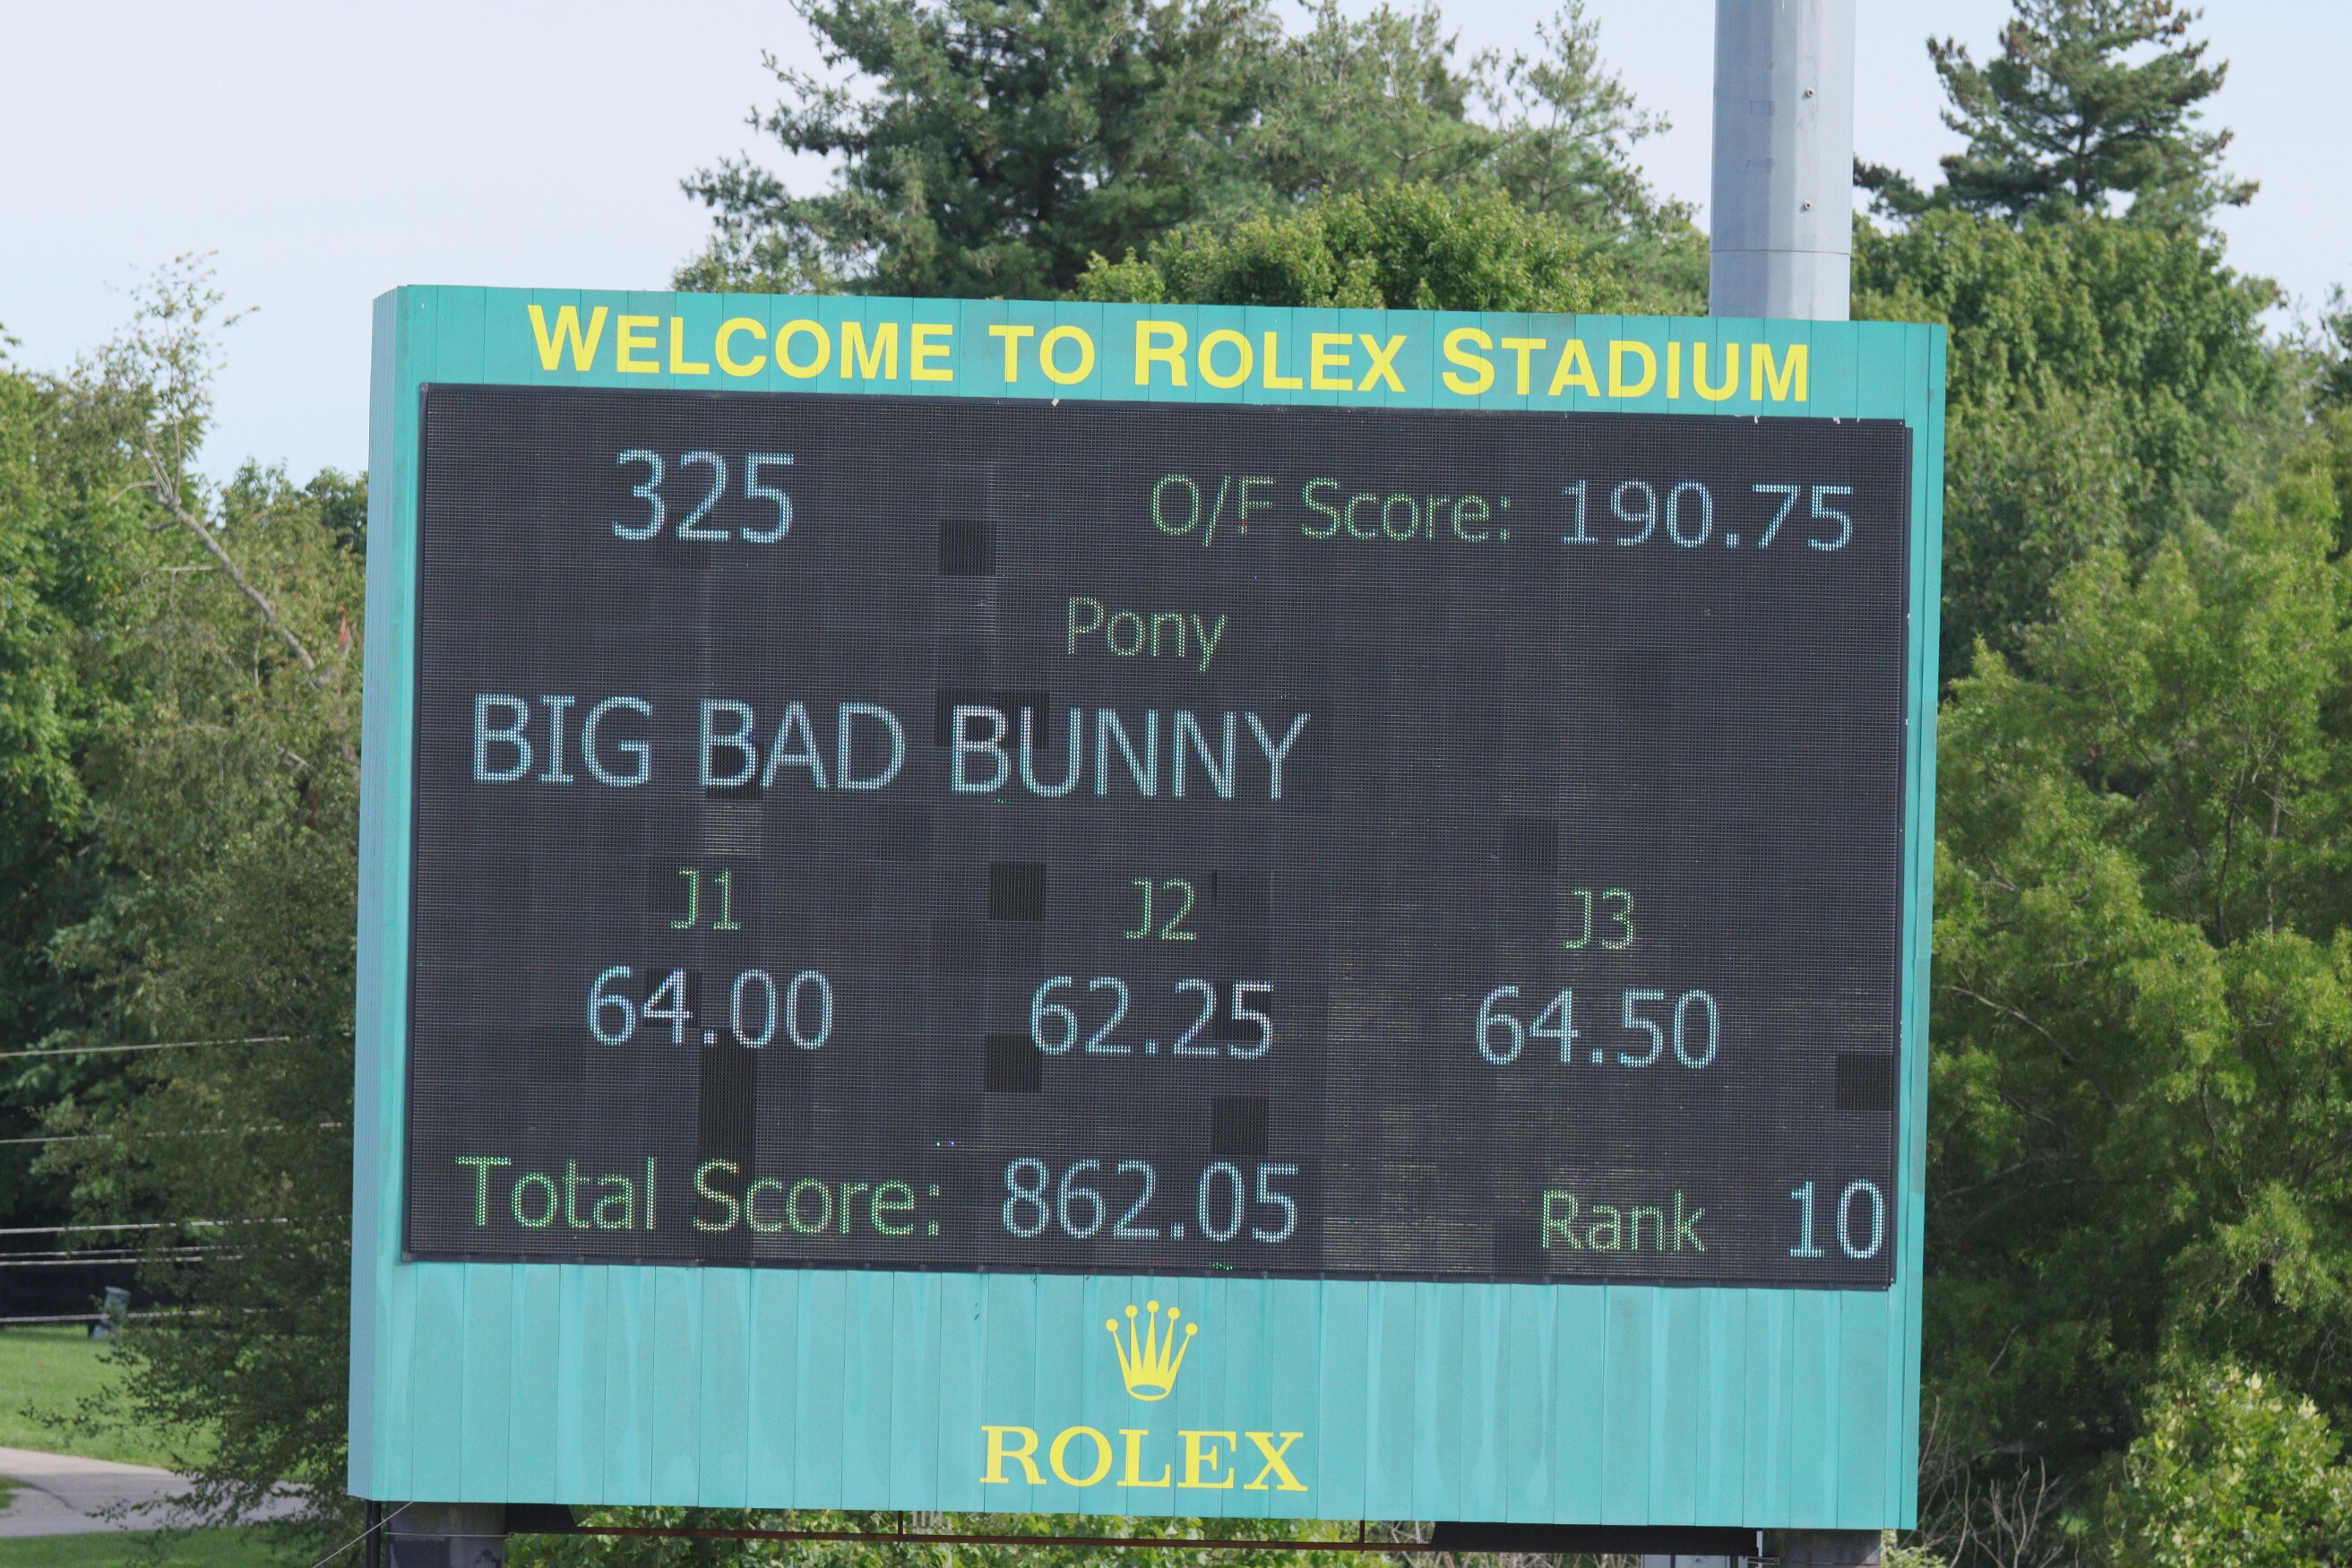 WELCOME TO ROLEX STADIUM
325 O/F Score: 190.75
Pony
BIG BAD BUNNY
J1 J2 J3
64.00 62.25 64.50
Total Score: 862.05 Rank 10
ROLEX